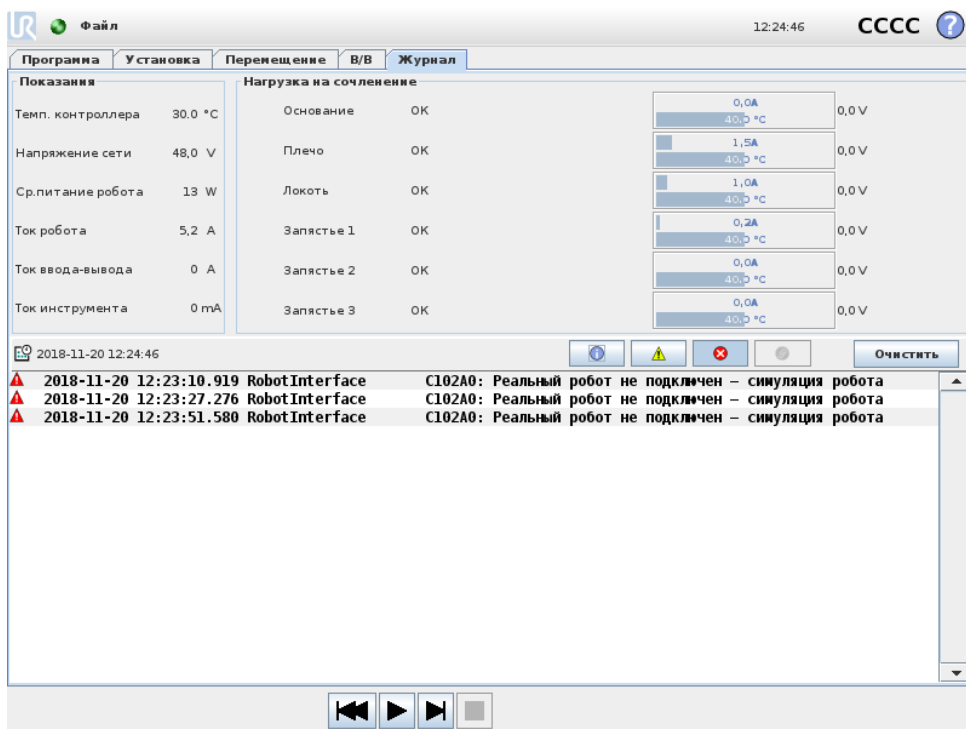 UR Файл 12:24:46 CCCC ?
Программа Установка Перемещение В/В Журнал
Показания
Темп. контроллера 30.0 °C
Напряжение сети 48,0 V
Ср.питание робота 13 W
Ток робота 5,2 A
Ток ввода-вывода 0 A
Ток инструмента 0 mA
Нагрузка на сочленение
Основание OK 0,0A 40.0 °C 0,0 V
Плечо OK 1,5A 40.0 °C 0,0 V
Локоть OK 1,0A 40.0 °C 0,0 V
Запястье 1 OK 0,2A 40.0 °C 0,0 V
Запястье 2 OK 0,0A 40.0 °C 0,0 V
Запястье 3 OK 0,0A 40.0 °C 0,0 V
2018-11-20 12:24:46 Очистить
2018-11-20 12:23:10.919 RobotInterface C102A0: Реальный робот не подключен – симуляция робота
2018-11-20 12:23:27.276 RobotInterface C102A0: Реальный робот не подключен – симуляция робота
2018-11-20 12:23:51.580 RobotInterface C102A0: Реальный робот не подключен – симуляция робота